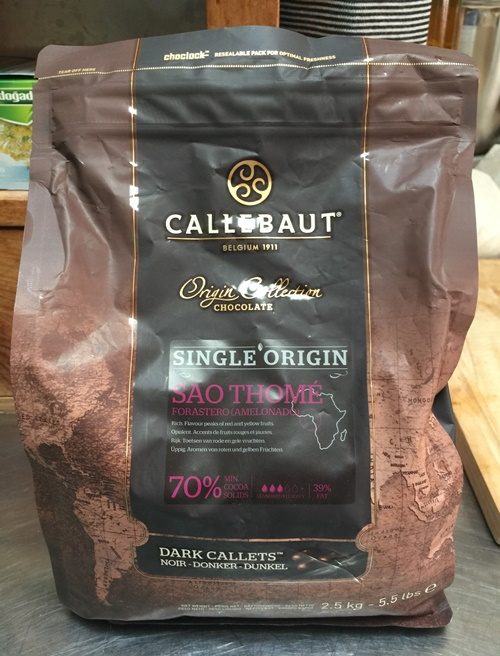 TEAR OFF HERE
choclock™ RESEALABLE PACK FOR OPTIMAL FRESHNESS
doğad
CALLEBAUT®
BELGIUM 1911
Origin Collection
CHOCOLATE
SINGLE ORIGIN
SAO THOMÉ
FORASTERO (AMELONADO)
Rich. Flavour peaks of red and yellow fruits.
Opulent. Accents de fruits rouges et jaunes.
Rijk. Toetsen van rode en gele vruchten.
Üppig. Aromen von roten und gelben Früchten.
70% MIN. COCOA SOLIDS
39% FAT
DARK CALLETS™
NOIR - DONKER - DUNKEL
2.5 kg - 5.5 lbs e